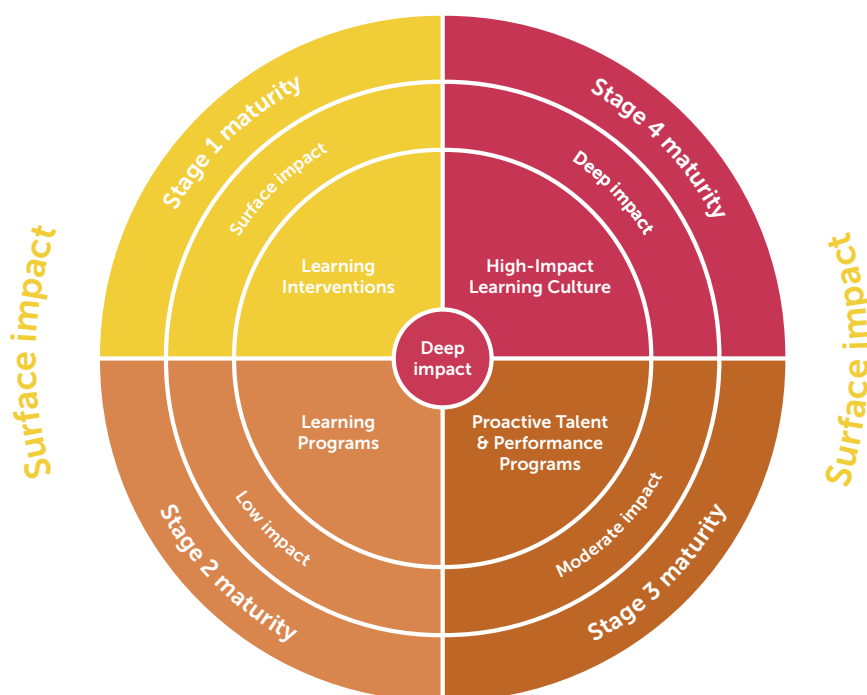 Stage 1 maturity
Surface impact
Learning
Interventions
Stage 4 maturity
Deep impact
High-Impact
Learning Culture
Surface impact
Deep
impact
Surface impact
Learning
Programs
Low impact
Stage 2 maturity
Proactive Talent
& Performance
Programs
Moderate impact
Stage 3 maturity